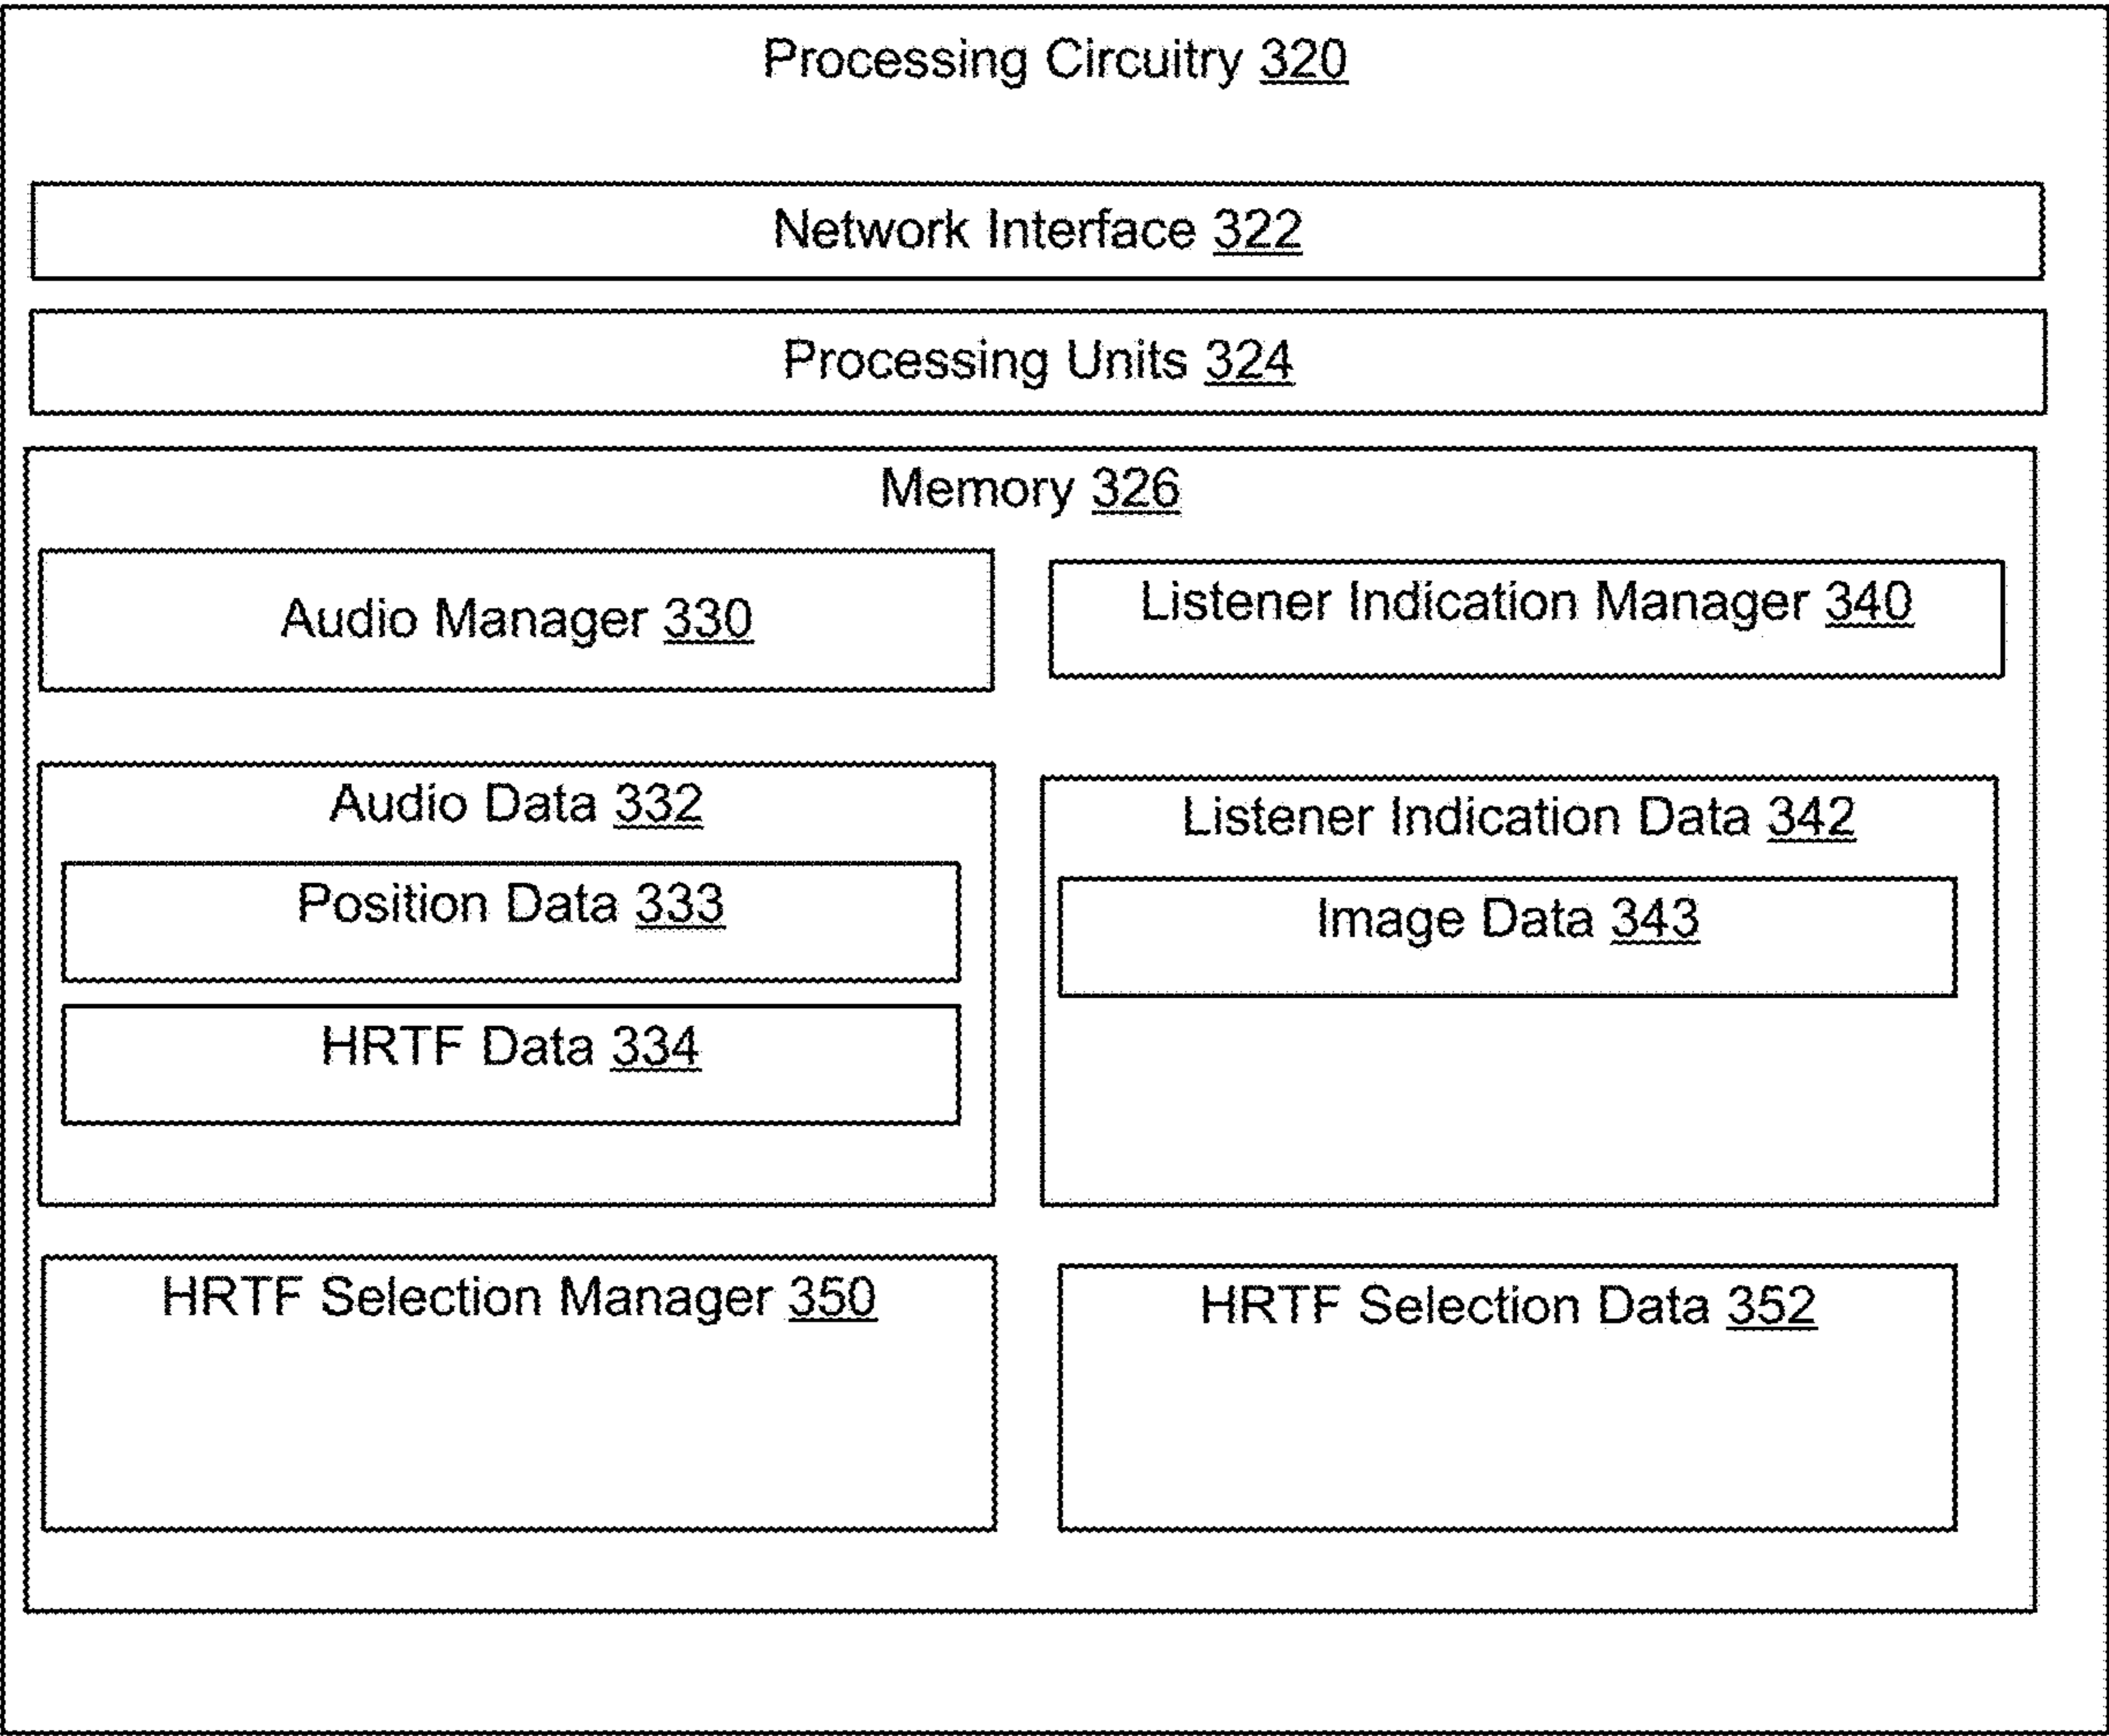 Processing Circuitry 320
Network Interface 322
Processing Units 324
Memory 326
Audio Manager 330
Listener Indication Manager 340
Audio Data 332
Position Data 333
HRTF Data 334
Listener Indication Data 342
Image Data 343
HRTF Selection Manager 350
HRTF Selection Data 352